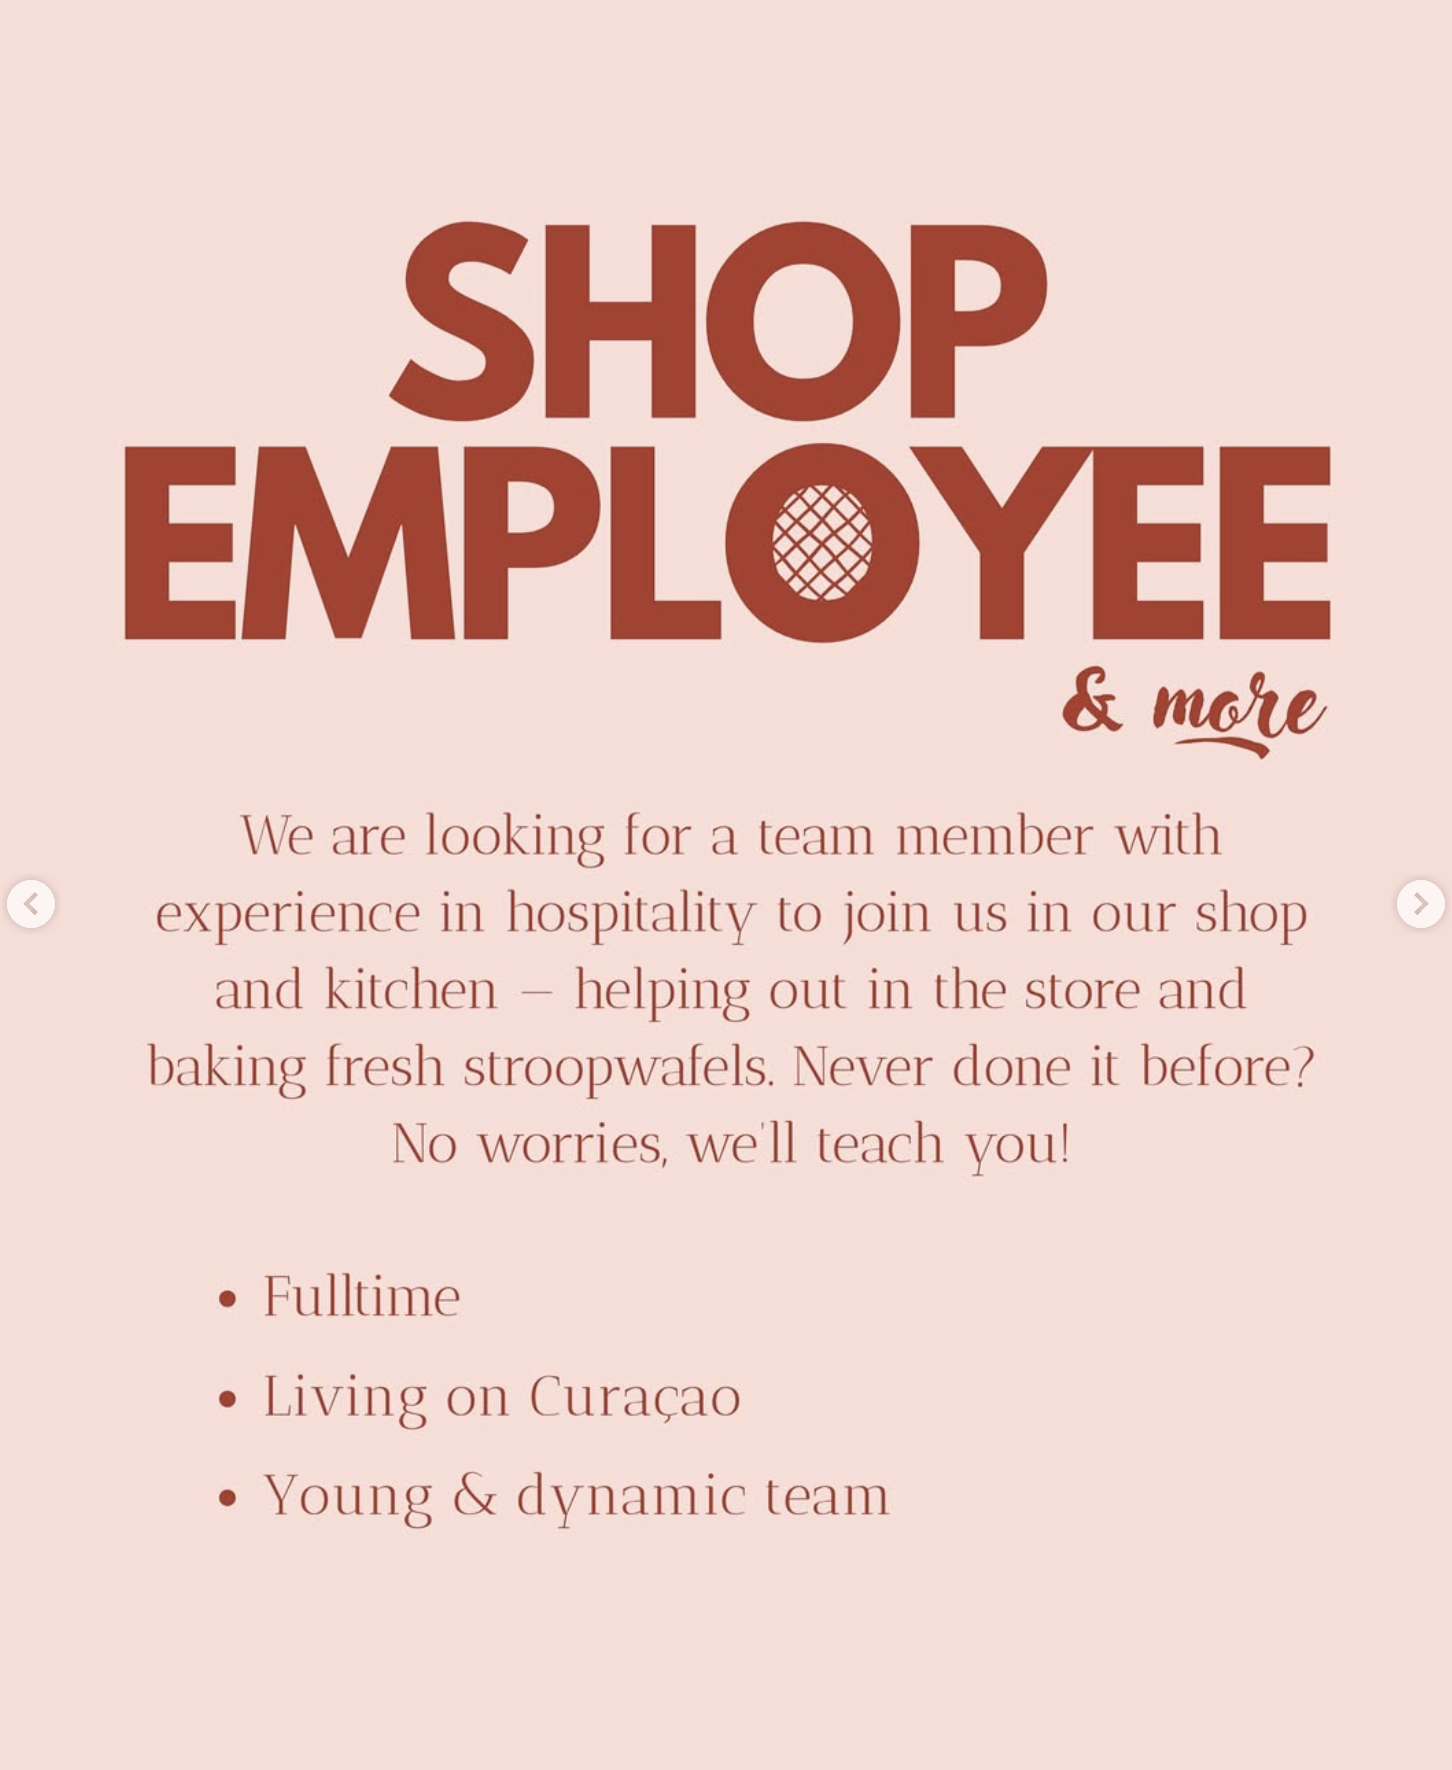 SHOP
EMPLOYEE
& more
We are looking for a team member with
experience in hospitality to join us in our shop
and kitchen – helping out in the store and
baking fresh stroopwafels. Never done it before?
No worries, we'll teach you!
• Fulltime
• Living on Curaçao
• Young & dynamic team